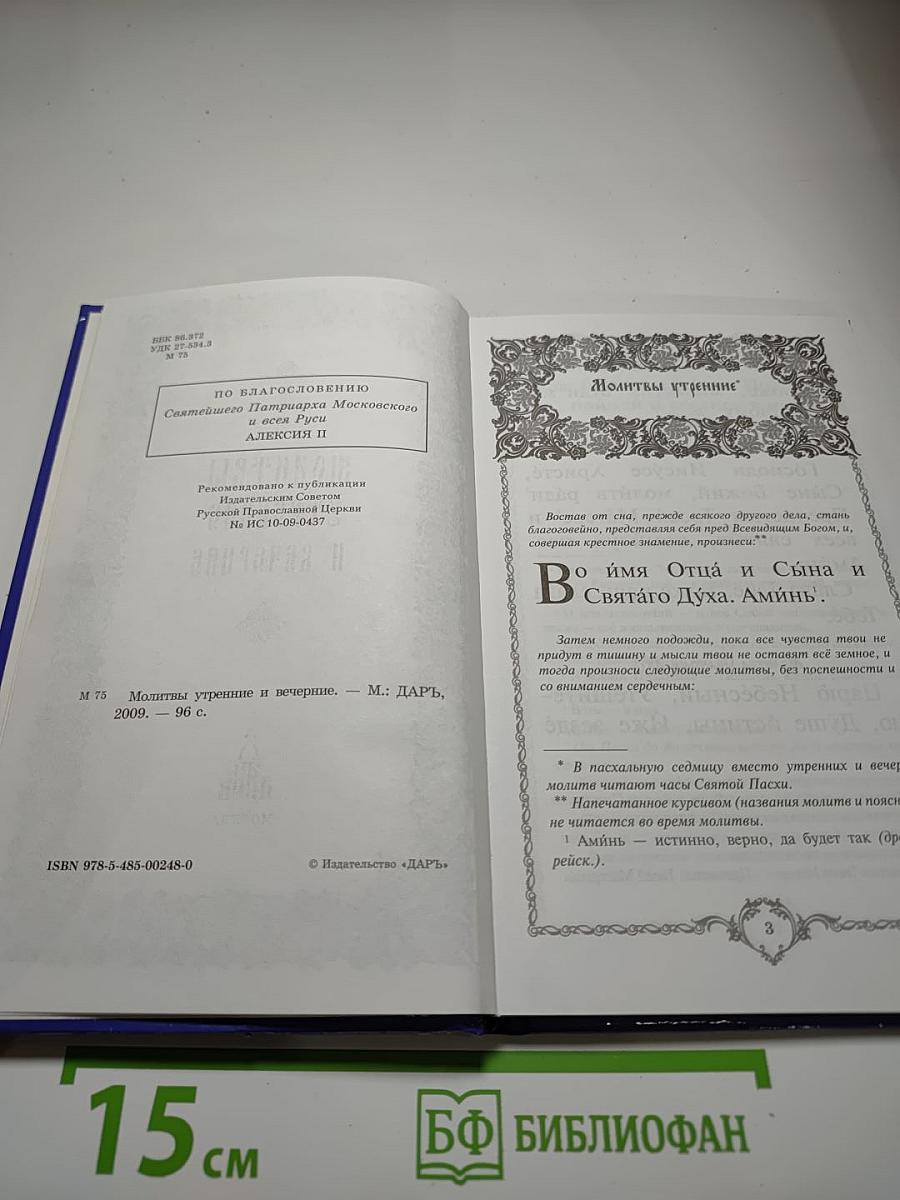 ББК 86.372
УДК 27-534.3
М 75
ПО БЛАГОСЛОВЕНИЮ
Святейшего Патриарха Московского
и всея Руси
АЛЕКСИЯ II
Рекомендовано к публикации
Издательским Советом
Русской Православной Церкви
№ ИС 10-09-0437
М 75 Молитвы утренние и вечерние. — М.: ДАРЪ,
2009. — 96 с.
ISBN 978-5-485-00248-0
© Издательство «ДАРЪ»
Молитвы утренние*
Востав от сна, прежде всякого другого дела, стань
благоговейно, представляя себя пред Всевидящим Богом, и,
совершая крестное знамение, произнеси:**
Во и́мя Отца́ и Сы́на и
Свята́го Ду́ха. Ами́нь¹.
Затем немного подожди, пока все чувства твои не
придут в тишину и мысли твои не оставят всё земное, и
тогда произноси следующие молитвы, без поспешности и
со вниманием сердечным:
* В пасхальную седмицу вместо утренних и вечер
молитв читают часы Святой Пасхи.
** Напечатанное курсивом (названия молитв и поясн
не читается во время молитвы.
¹ Ами́нь — истинно, верно, да будет так (др
рейск.).
3
15 см
БФ БИБЛИОФАН